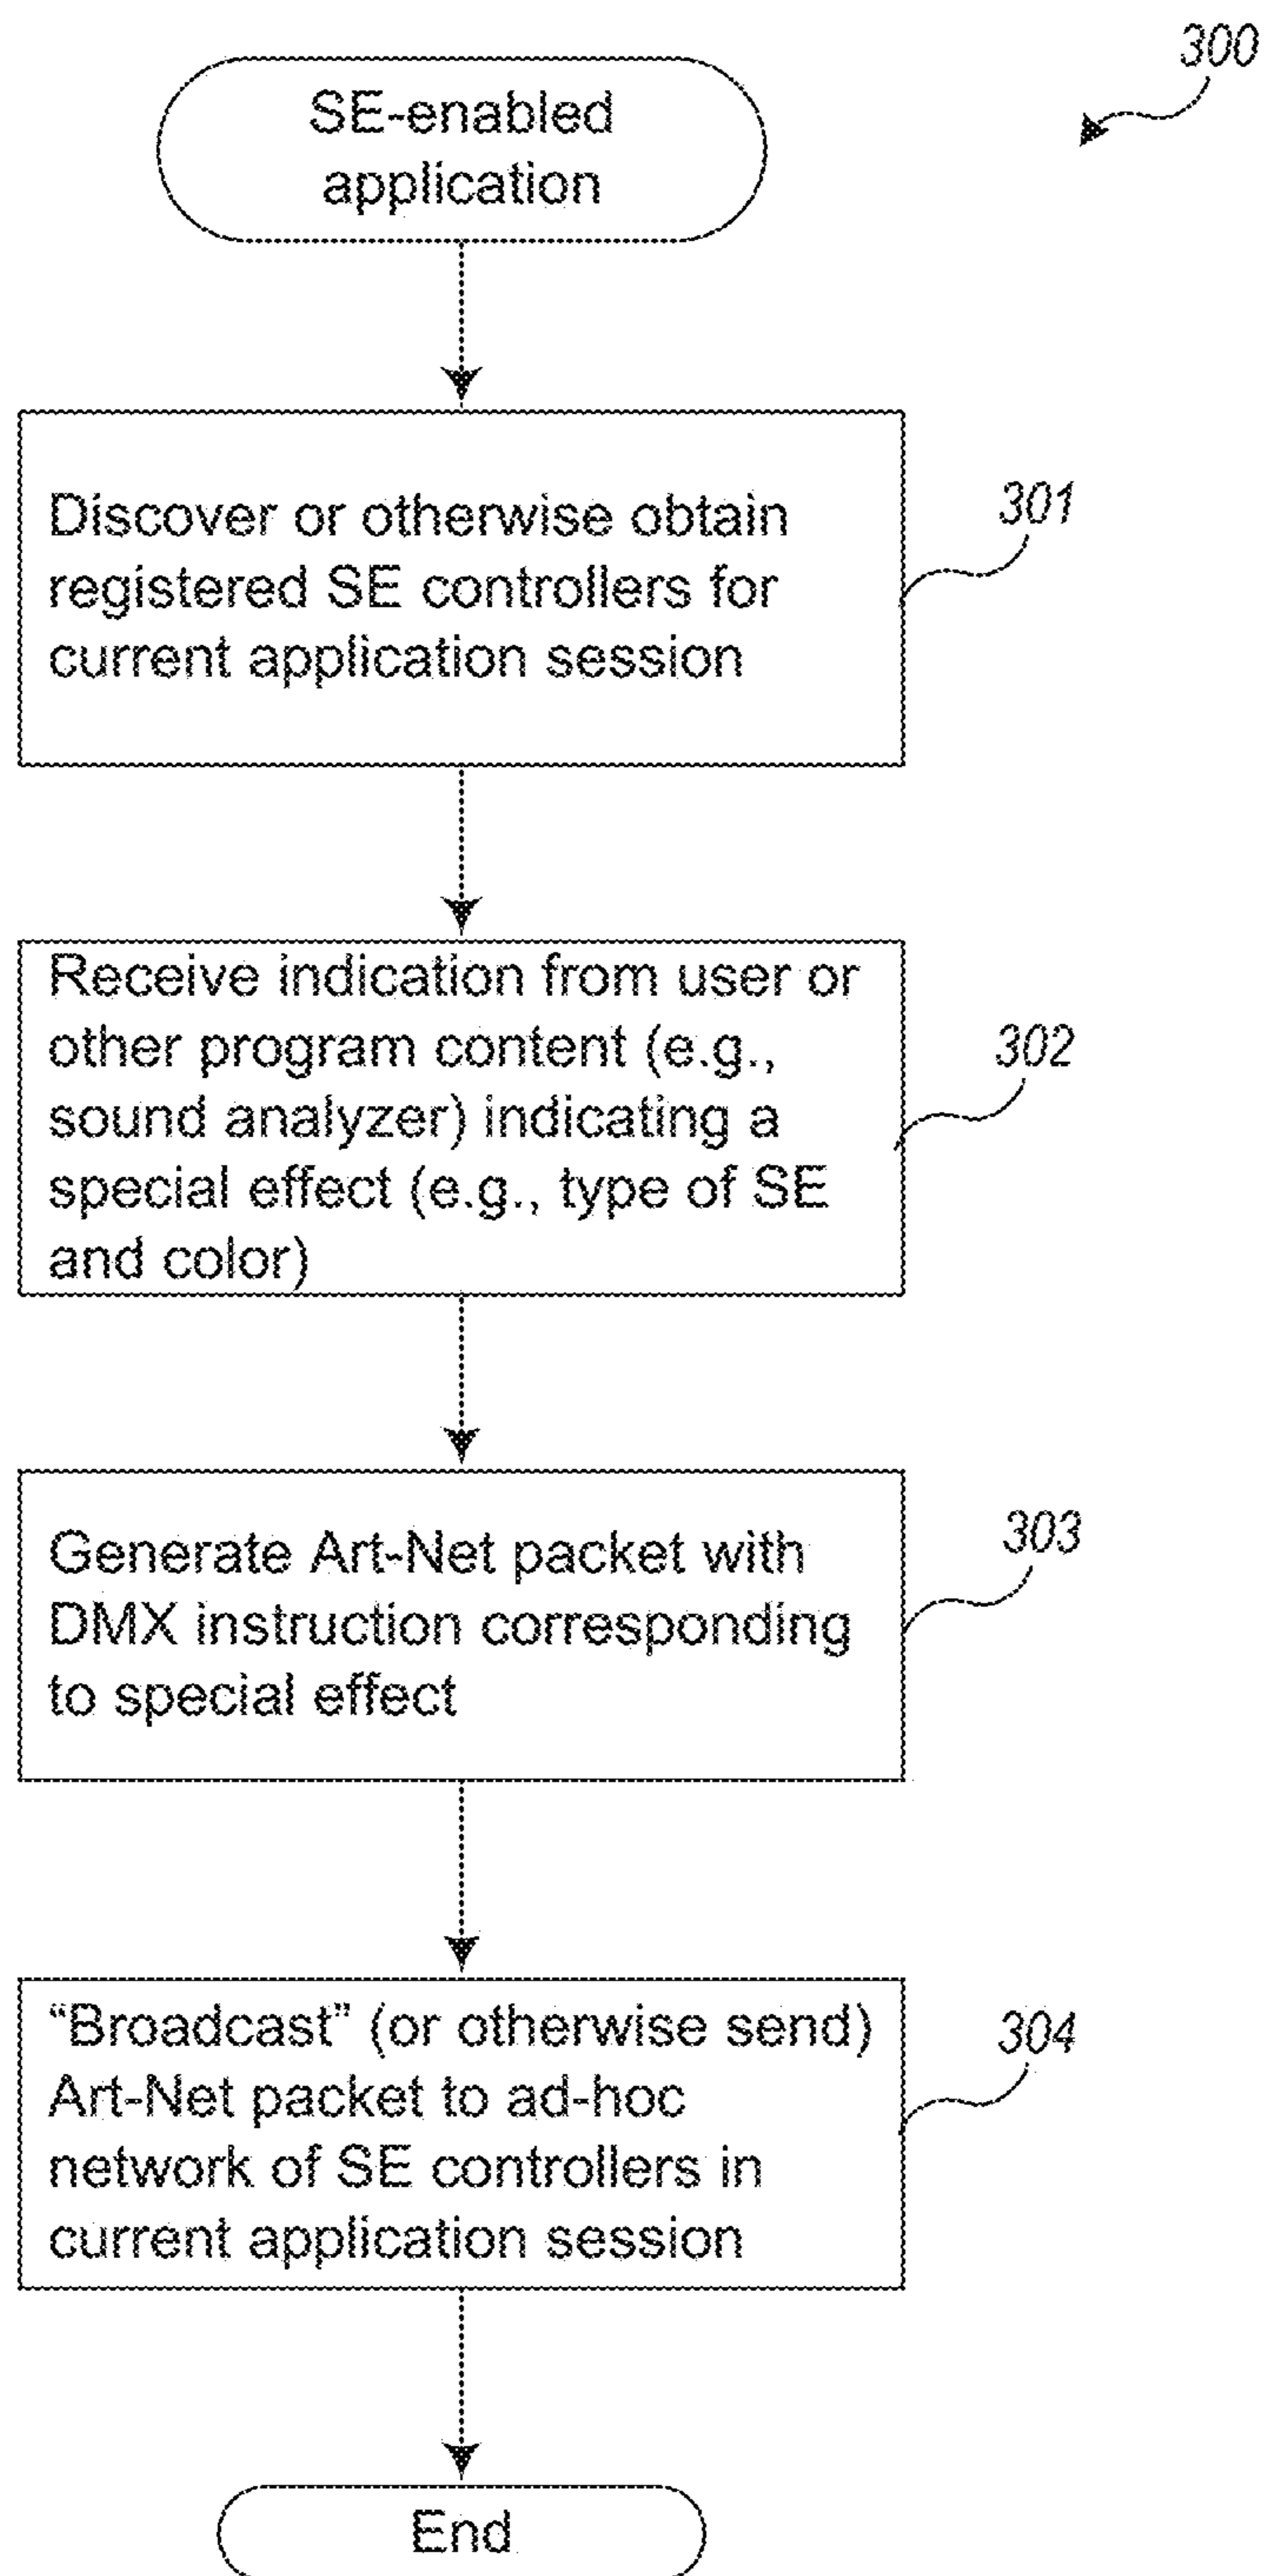 300
SE-enabled
application
Discover or otherwise obtain
registered SE controllers for
current application session
301
Receive indication from user or
other program content (e.g.,
sound analyzer) indicating a
special effect (e.g., type of SE
and color)
302
Generate Art-Net packet with
DMX instruction corresponding
to special effect
303
“Broadcast” (or otherwise send)
Art-Net packet to ad-hoc
network of SE controllers in
current application session
304
End